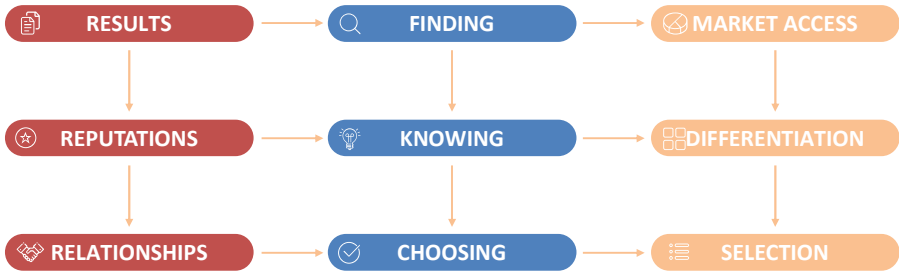 RESULTS
FINDING
MARKET ACCESS
REPUTATIONS
KNOWING
DIFFERENTIATION
RELATIONSHIPS
CHOOSING
SELECTION